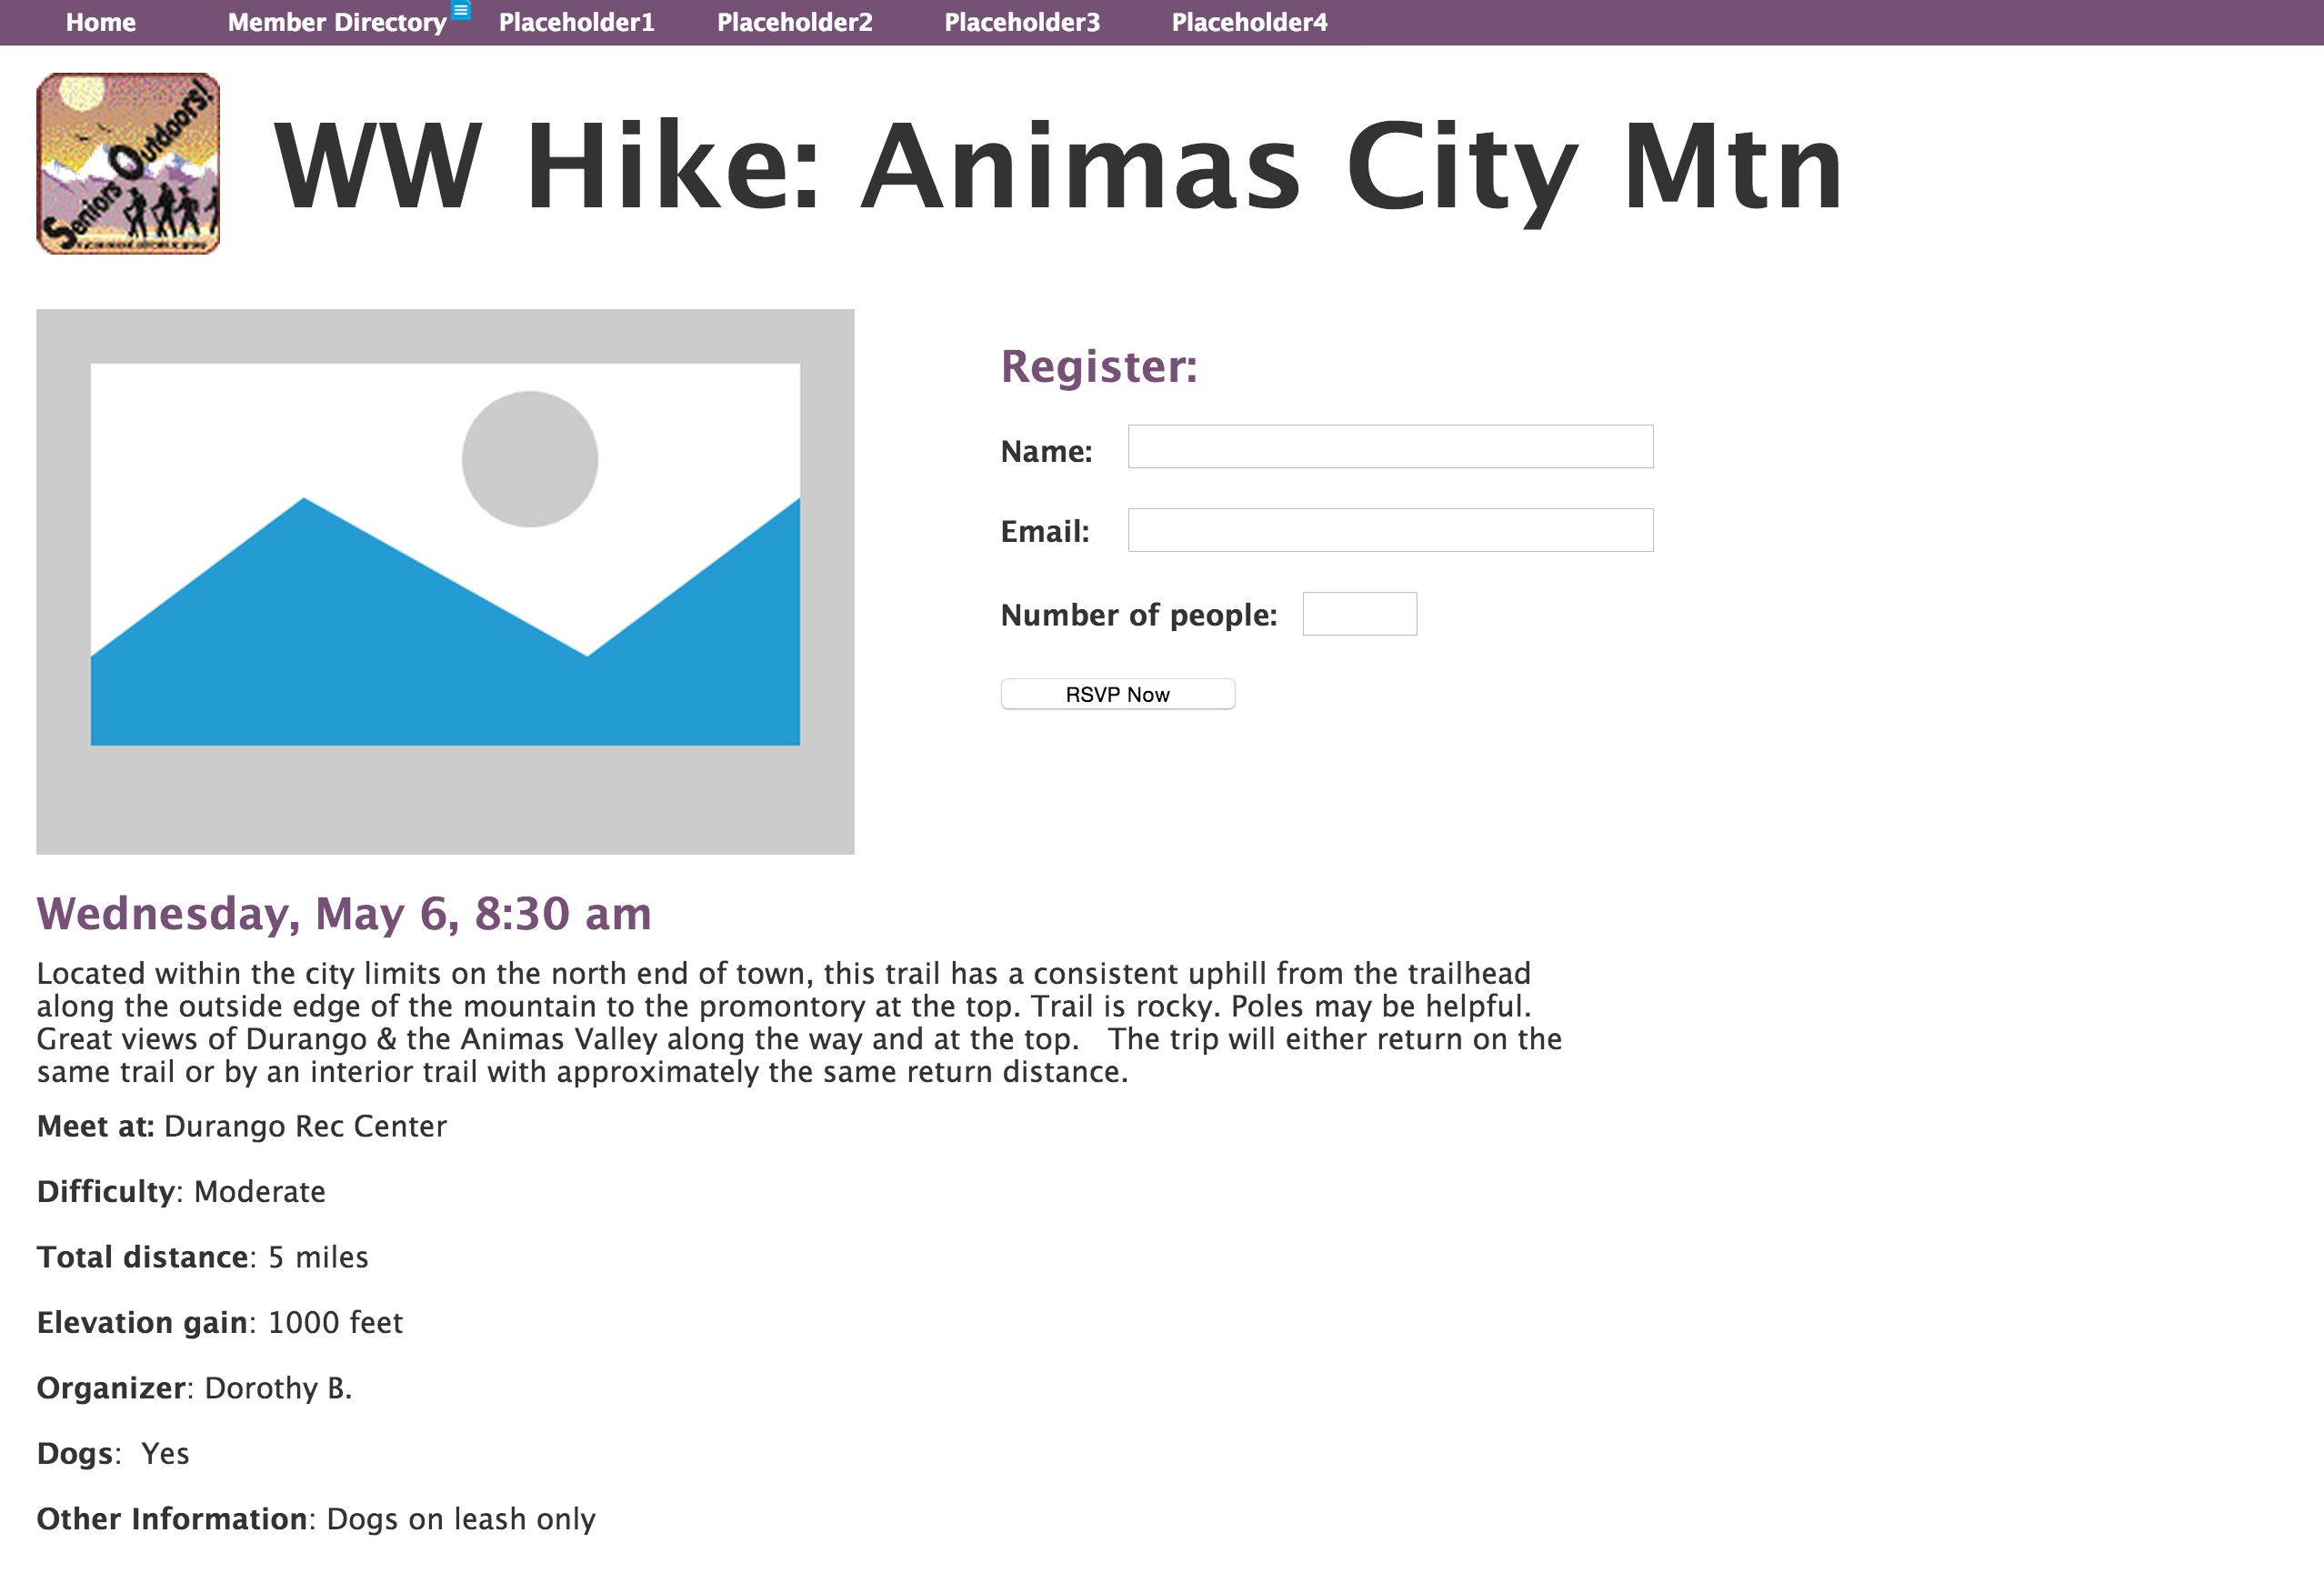 Home Member Directory Placeholder1 Placeholder2 Placeholder3 Placeholder4
Seniors Outdoors!
WW Hike: Animas City Mtn
Register:
Name:
Email:
Number of people:
RSVP Now
Wednesday, May 6, 8:30 am
Located within the city limits on the north end of town, this trail has a consistent uphill from the trailhead
along the outside edge of the mountain to the promontory at the top. Trail is rocky. Poles may be helpful.
Great views of Durango & the Animas Valley along the way and at the top.   The trip will either return on the
same trail or by an interior trail with approximately the same return distance.
Meet at: Durango Rec Center
Difficulty: Moderate
Total distance: 5 miles
Elevation gain: 1000 feet
Organizer: Dorothy B.
Dogs:  Yes
Other Information: Dogs on leash only